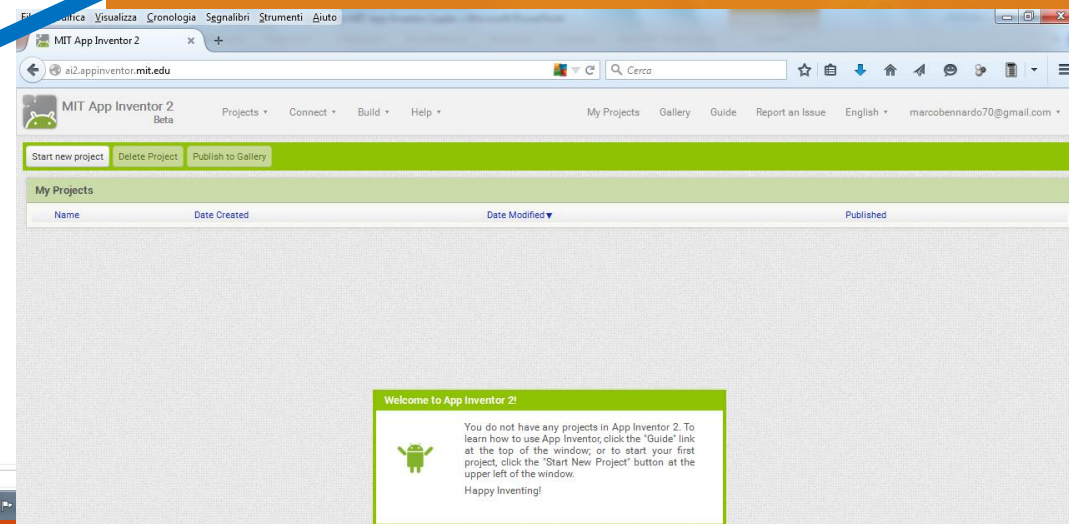 Visualizza Cronologia Segnalibri Strumenti Aiuto
MIT App Inventor 2 × +
ai2.appinventor.mit.edu Cerca
MIT App Inventor 2 Projects Connect Build Help My Projects Gallery Guide Report an Issue English marcobennardo70@gmail.com
Beta
Start new project Delete Project Publish to Gallery
My Projects
Name Date Created Date Modified Published
Welcome to App Inventor 2!
You do not have any projects in App Inventor 2. To
learn how to use App Inventor, click the "Guide" link
at the top of the window; or to start your first
project, click the "Start New Project" button at the
upper left of the window.
Happy Inventing!